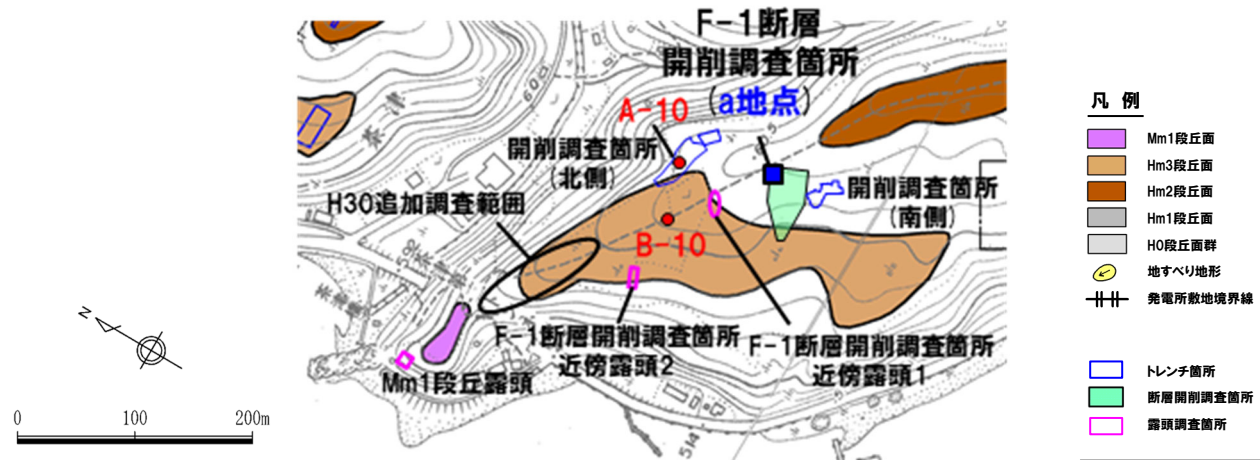 F-1断層
開削調査箇所
(a地点)
A-10
開削調査箇所
(北側)
H30追加調査範囲
開削調査箇所
(南側)
B-10
F-1断層開削調査箇所
近傍露頭2
F-1断層開削調査箇所
近傍露頭1
Mm1段丘露頭
60
514
N
0 100 200m
凡 例
Mm1段丘面
Hm3段丘面
Hm2段丘面
Hm1段丘面
H0段丘面群
地すべり地形
発電所敷地境界線
トレンチ箇所
断層開削調査箇所
露頭調査箇所